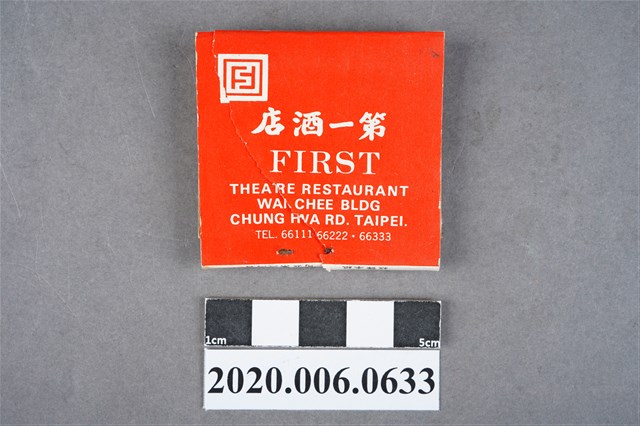 店酒一第
FIRST
THEATRE RESTAURANT
WAI CHEE BLDG
CHUNG HWA RD. TAIPEI.
TEL. 66111 66222 · 66333
1cm 5cm
2020.006.0633